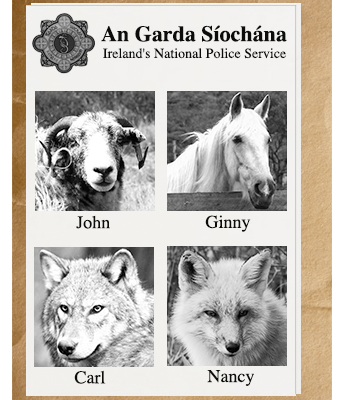 An Garda Síochána
Ireland's National Police Service
John Ginny
Carl Nancy